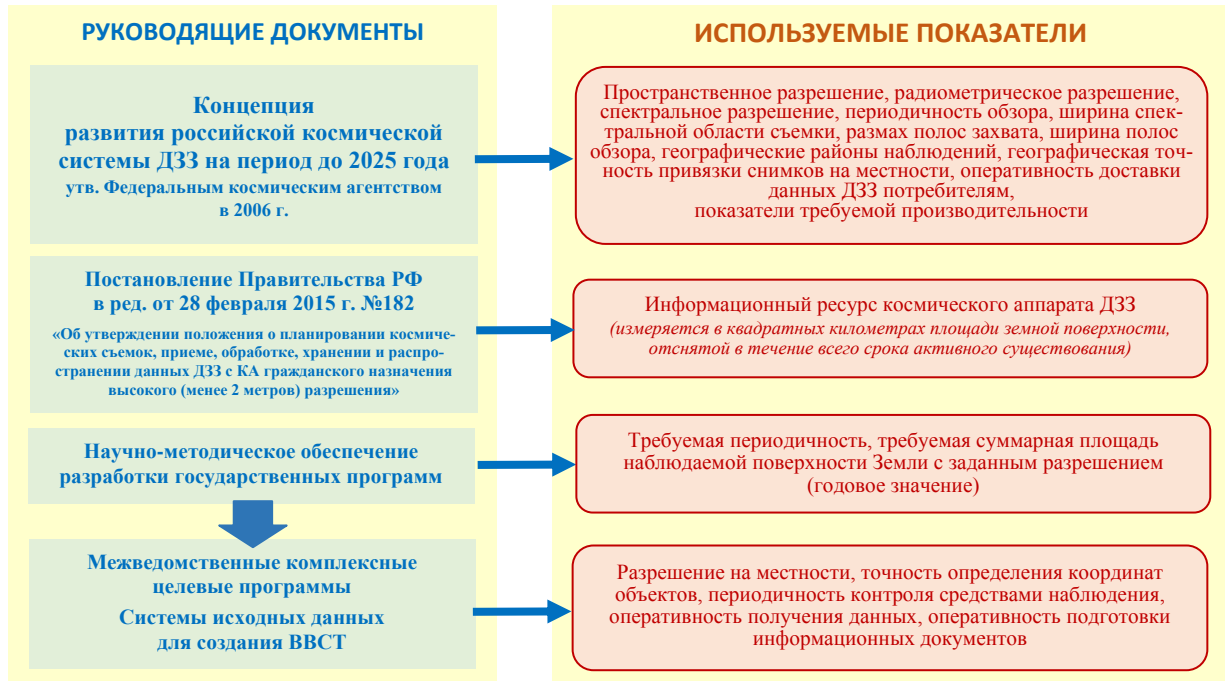 РУКОВОДЯЩИЕ ДОКУМЕНТЫ
Концепция
развития российской космической
системы ДЗЗ на период до 2025 года
утв. Федеральным космическим агентством
в 2006 г.
Постановление Правительства РФ
в ред. от 28 февраля 2015 г. №182
«Об утверждении положения о планировании космиче-
ских съемок, приеме, обработке, хранении и распро-
странении данных ДЗЗ с КА гражданского назначения
высокого (менее 2 метров) разрешения»
Научно-методическое обеспечение
разработки государственных программ
Межведомственные комплексные
целевые программы
Системы исходных данных
для создания ВВСТ
ИСПОЛЬЗУЕМЫЕ ПОКАЗАТЕЛИ
Пространственное разрешение, радиометрическое разрешение,
спектральное разрешение, периодичность обзора, ширина спек-
тральной области съемки, размах полос захвата, ширина полос
обзора, географические районы наблюдений, географическая точ-
ность привязки снимков на местности, оперативность доставки
данных ДЗЗ потребителям,
показатели требуемой производительности
Информационный ресурс космического аппарата ДЗЗ
(измеряется в квадратных километрах площади земной поверхности,
отснятой в течение всего срока активного существования)
Требуемая периодичность, требуемая суммарная площадь
наблюдаемой поверхности Земли с заданным разрешением
(годовое значение)
Разрешение на местности, точность определения координат
объектов, периодичность контроля средствами наблюдения,
оперативность получения данных, оперативность подготовки
информационных документов